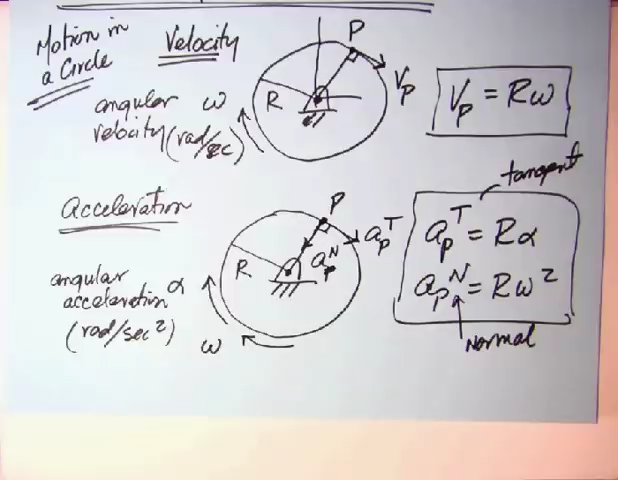 Motion in
a Circle
Velocity
angular ω
velocity (rad/sec)
R
P
V_P
V_P = Rω
Acceleration
angular
acceleration α
(rad/sec²)
ω
R
P
a_P^N
a_P^T
tangent
a_P^T = Rα
a_P^N = Rω²
Normal